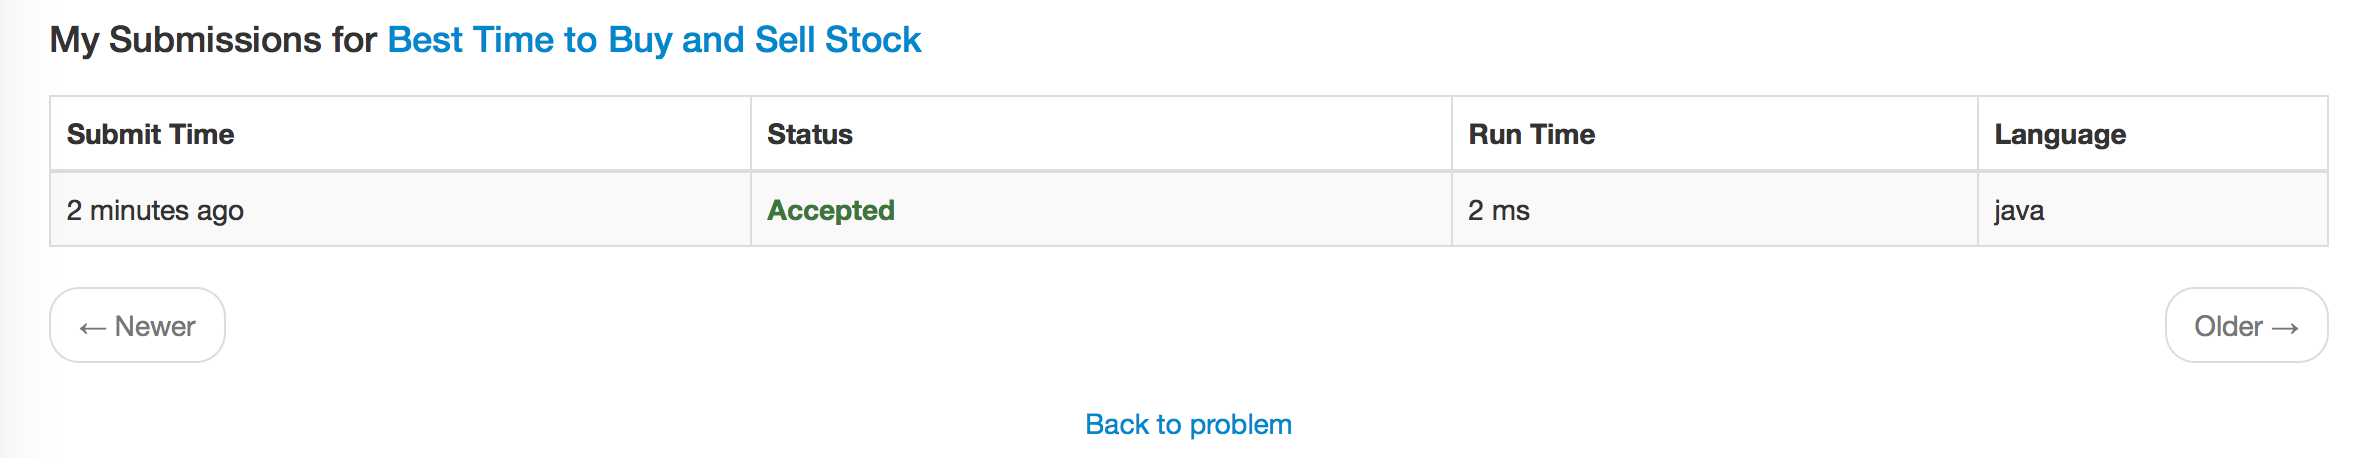 My Submissions for Best Time to Buy and Sell Stock
Submit Time Status Run Time Language
2 minutes ago Accepted 2 ms java
← Newer Older →
Back to problem